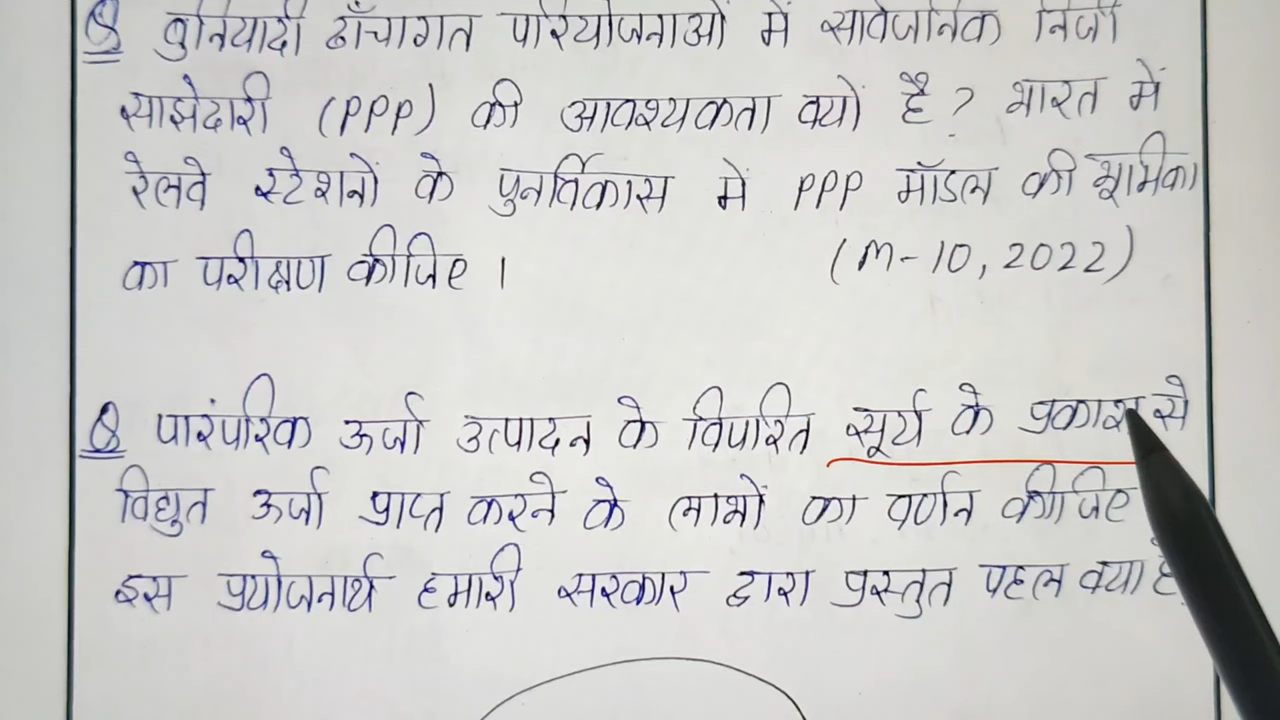 Q बुनियादी ढाँचागत परियोजनाओं में सार्वजनिक निजी
साझेदारी (PPP) की आवश्यकता क्यों है? भारत में
रेलवे स्टेशनों के पुनर्विकास में PPP मॉडल की भूमिका
का परीक्षण कीजिए । (M-10, 2022)
Q पारंपरिक ऊर्जा उत्पादन के विपरित सूर्य के प्रकाश से
विद्युत ऊर्जा प्राप्त करने के लाभों का वर्णन कीजिए
इस प्रयोजनार्थ हमारी सरकार द्वारा प्रस्तुत पहल क्या है